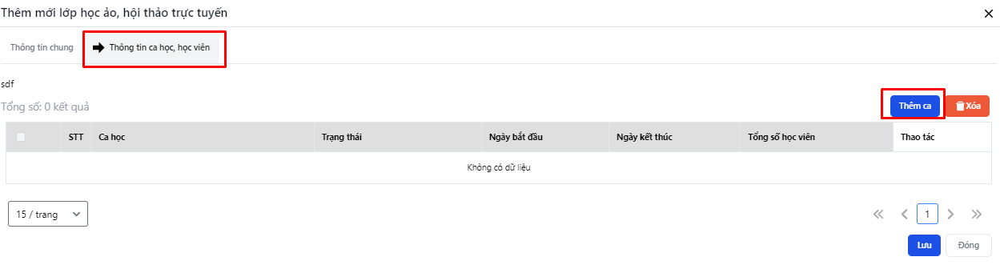 Thêm mới lớp học ảo, hội thảo trực tuyến
Thông tin chung Thông tin ca học, học viên
sdf
Tổng số: 0 kết quả
Thêm ca Xóa
STT Ca học Trạng thái Ngày bắt đầu Ngày kết thúc Tổng số học viên Thao tác
Không có dữ liệu
15 / trang 1
Lưu Đóng